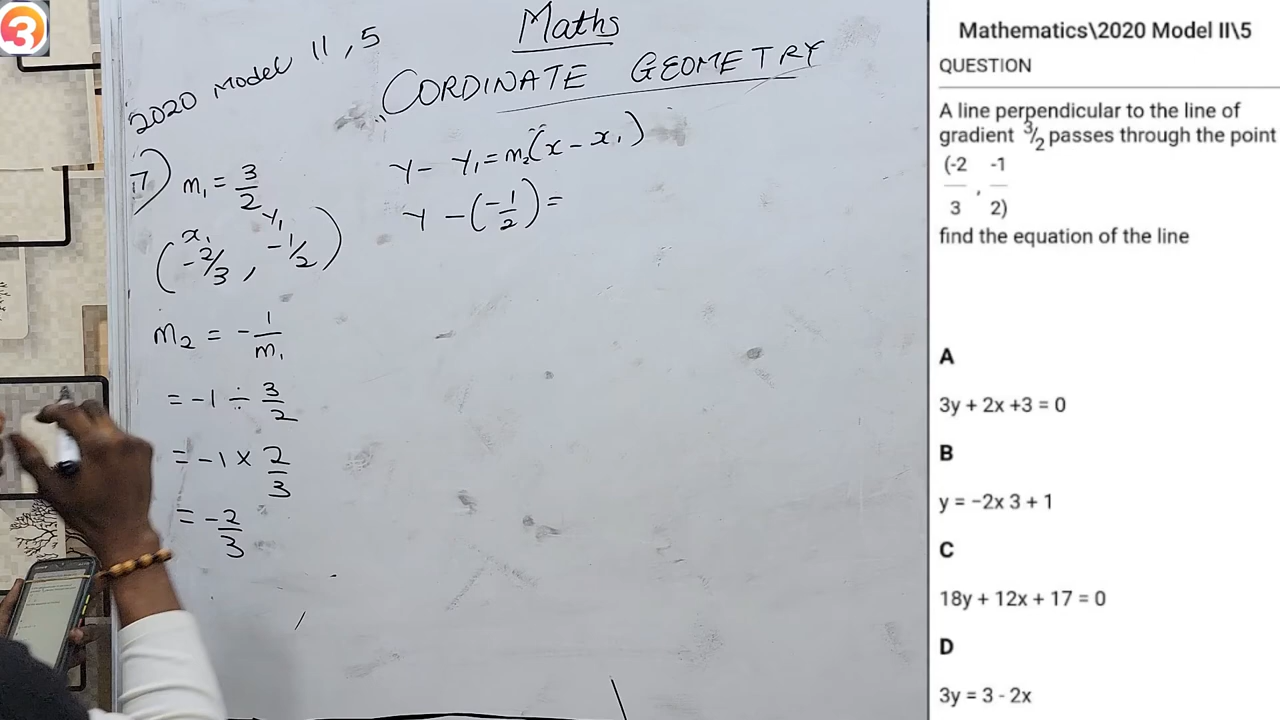 3
Maths
2020 Model II, 5
CORDINATE GEOMETRY
17) m₁ = 3/2
x₁ y₁
(-2/3, -1/2)
m₂ = -1/m₁
= -1 ÷ 3/2
= -1 × 2/3
= -2/3
y - y₁ = m₂(x - x₁)
y - (-1/2) =
Mathematics\2020 Model II\5
QUESTION
A line perpendicular to the line of
gradient 3/2 passes through the point
(-2 -1
,
3 2)
find the equation of the line
A
3y + 2x +3 = 0
B
y = −2x 3 + 1
C
18y + 12x + 17 = 0
D
3y = 3 - 2x